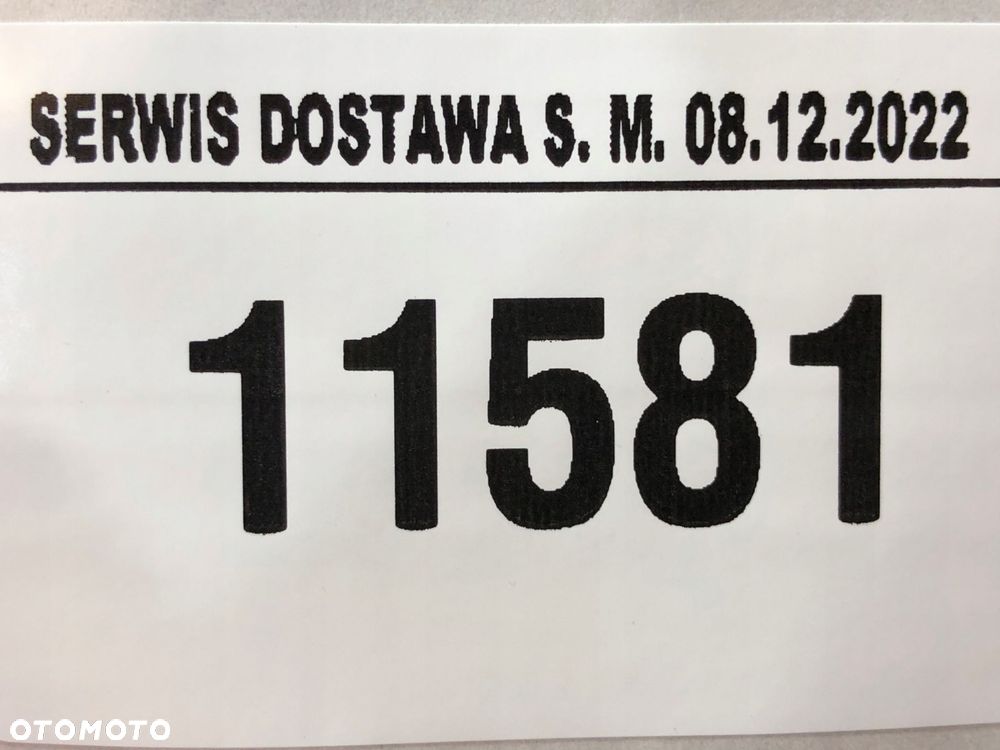 SERWIS DOSTAWA S. M. 08.12.2022
11581
OTOMOTO